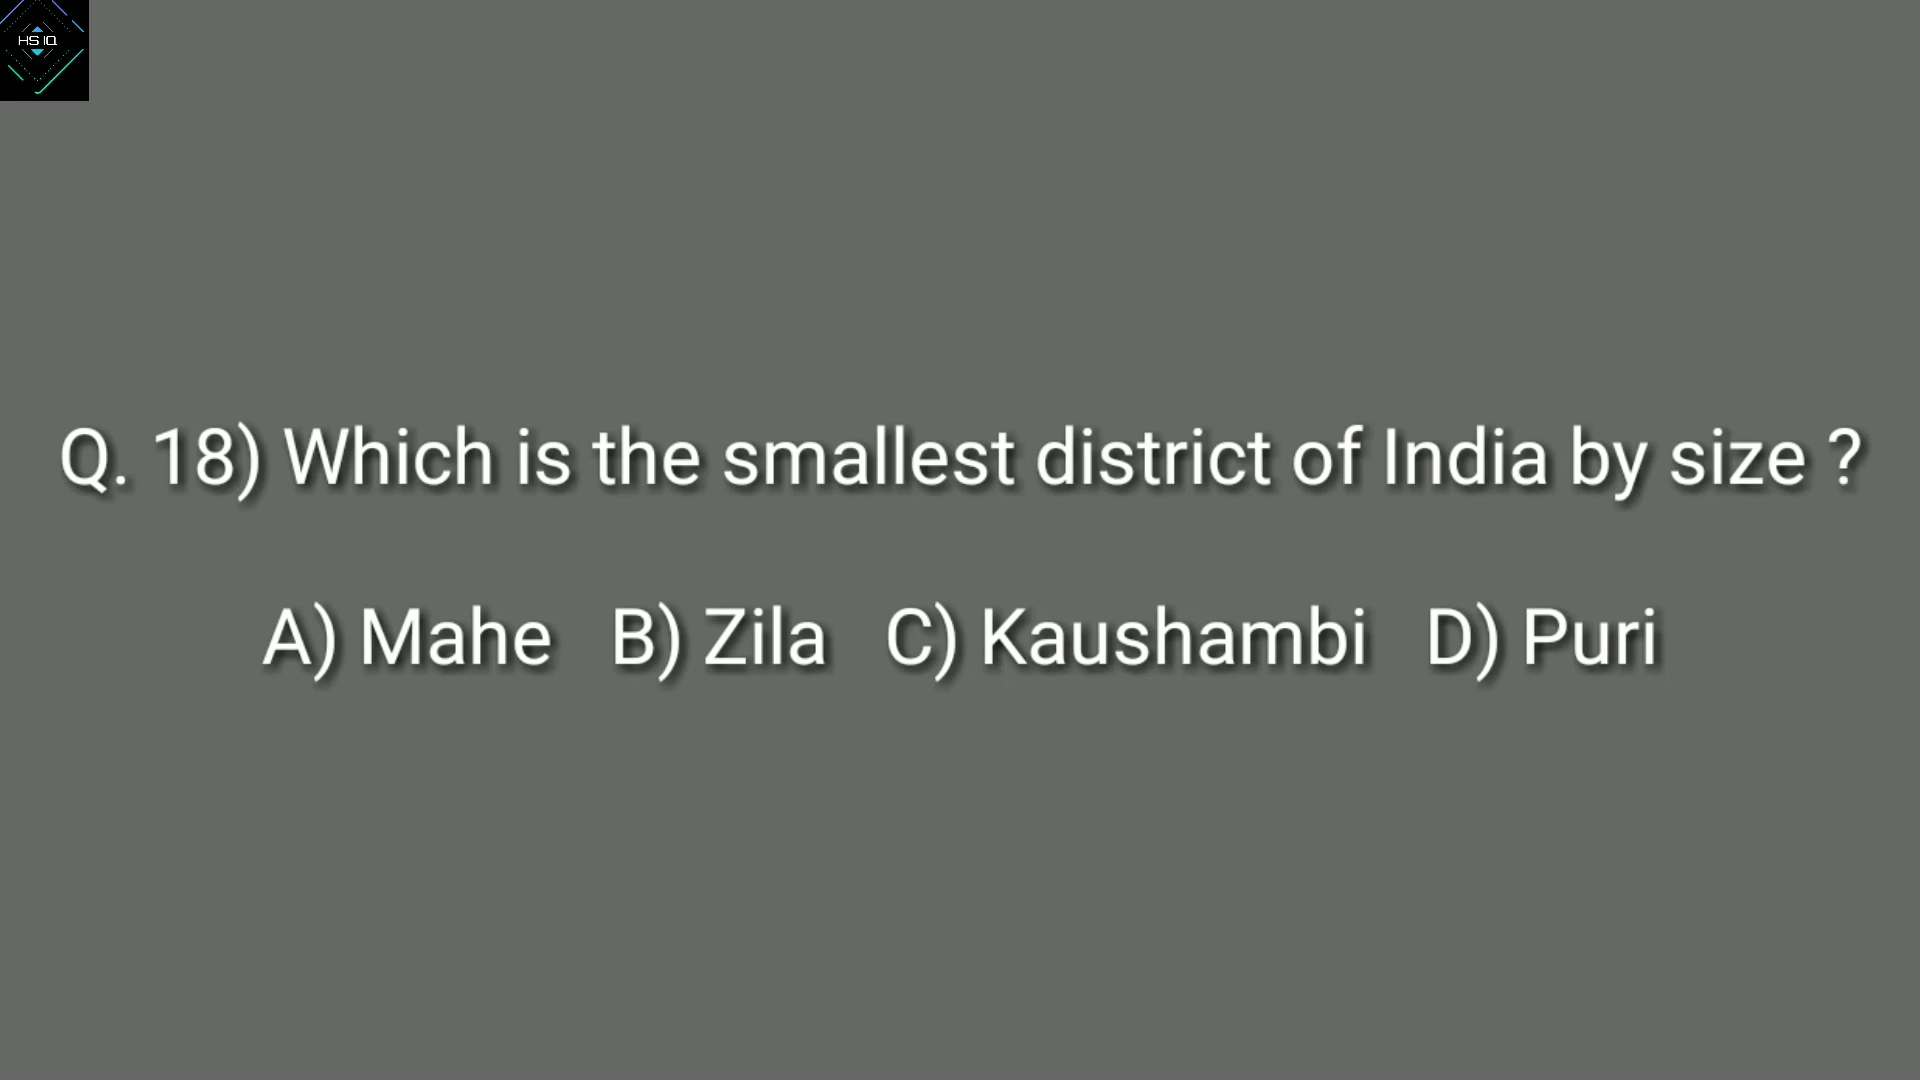 HS IQ
Q. 18) Which is the smallest district of India by size ?
A) Mahe B) Zila C) Kaushambi D) Puri